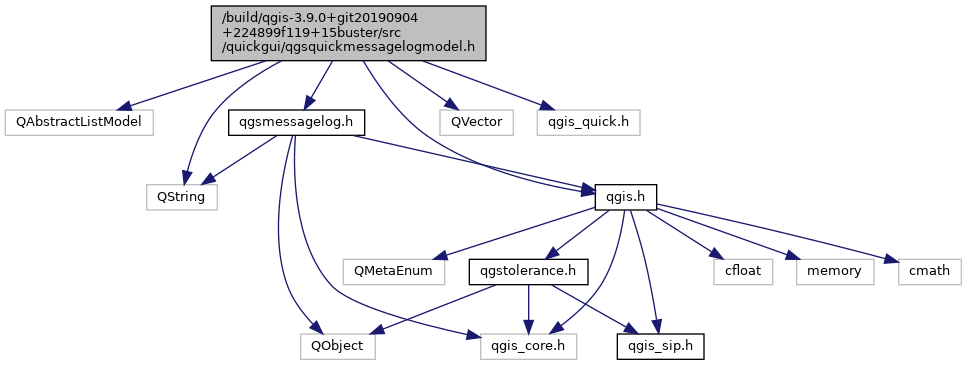 /build/qgis-3.9.0+git20190904
+224899f119+15buster/src
/quickgui/qgsquickmessagelogmodel.h
QAbstractListModel
qgsmessagelog.h
QVector
qgis_quick.h
QString
qgis.h
QMetaEnum
qgstolerance.h
cfloat
memory
cmath
QObject
qgis_core.h
qgis_sip.h